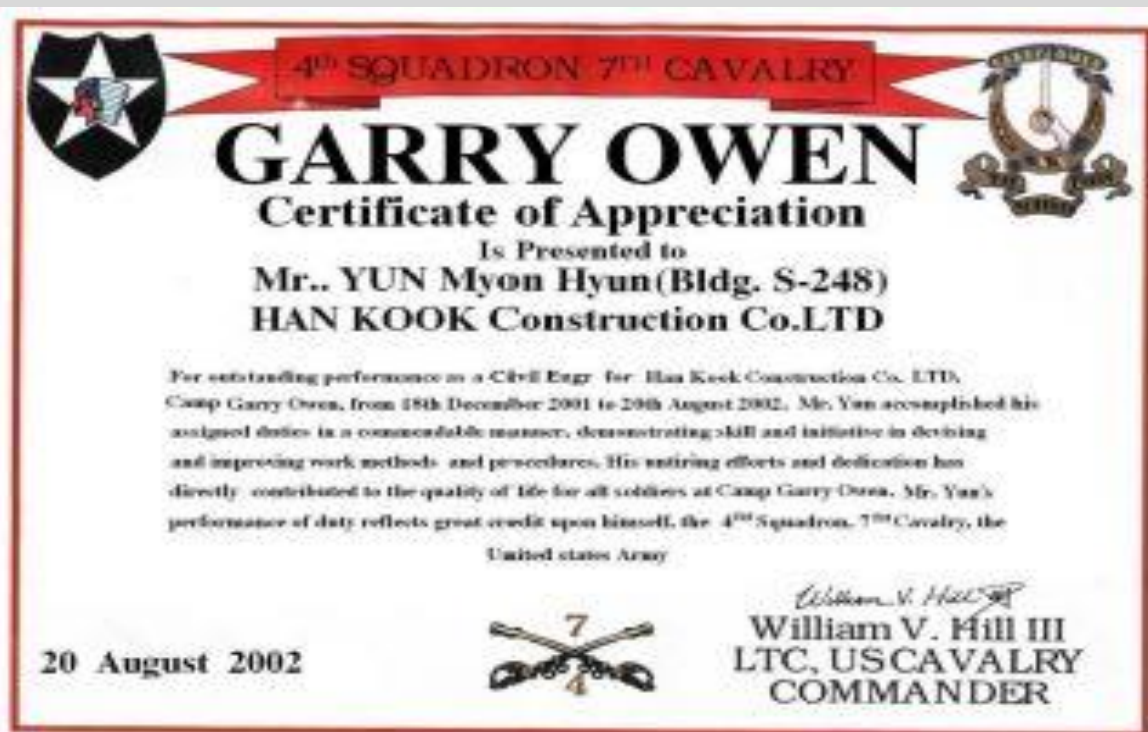 4th SQUADRON 7TH CAVALRY
GARRY OWEN
Certificate of Appreciation
Is Presented to
Mr.. YUN Myon Hyun(Bldg. S-248)
HAN KOOK Construction Co.LTD
For outstanding performance as a Civil Engr for Han Kook Construction Co. LTD.
Camp Garry Owen, from 18th December 2001 to 20th August 2002. Mr. Yun accomplished his
assigned duties in a commendable manner, demonstrating skill and initiative in devising
and improving work methods and procedures. His untiring efforts and dedication has
directly contributed to the quality of life for all soldiers at Camp Garry Owen. Mr. Yun's
performance of duty reflects great credit upon himself, the 4TH Squadron, 7TH Cavalry, the
United states Army
William V. Hill III
7
4
20 August 2002
William V. Hill III
LTC, US CAVALRY
COMMANDER